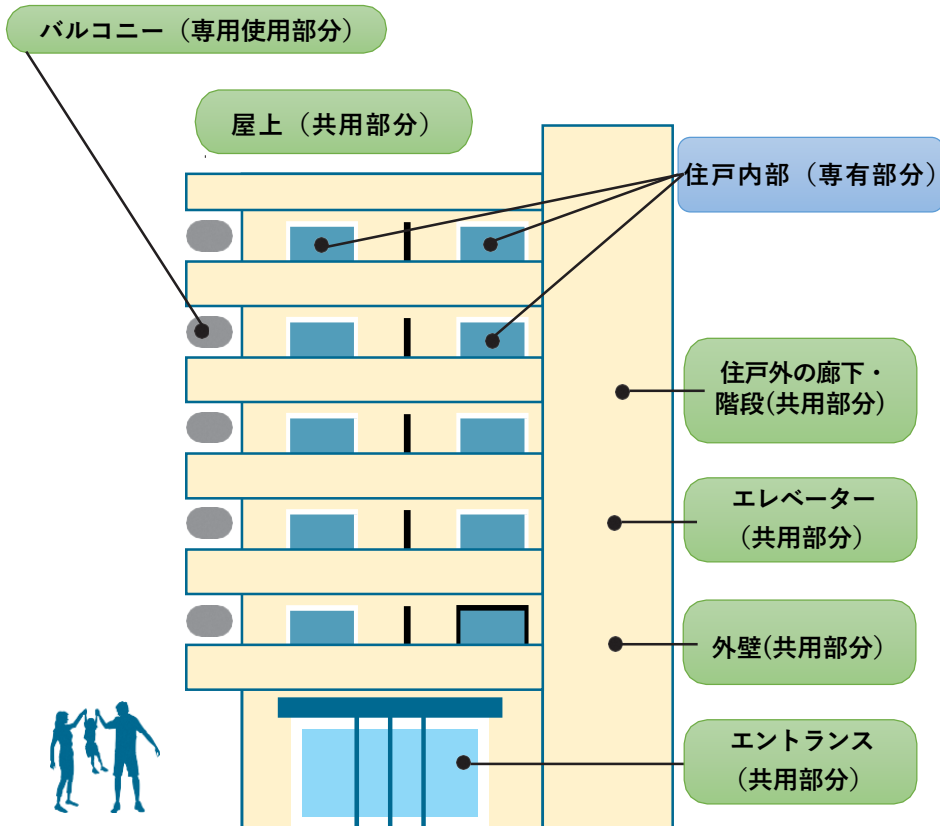 バルコニー（専用使用部分）
屋上（共用部分）
住戸内部（専有部分）
住戸外の廊下・
階段(共用部分)
エレベーター
（共用部分）
外壁(共用部分)
エントランス
（共用部分）